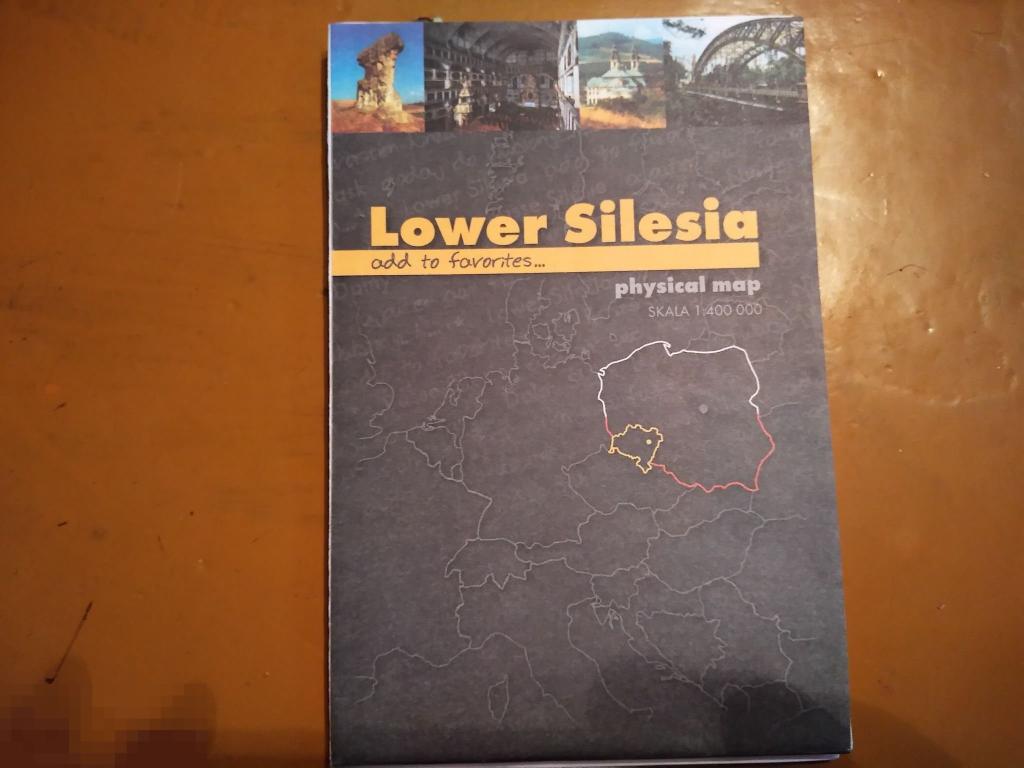 Lower Silesia
add to favorites...
physical map
SKALA 1:400 000